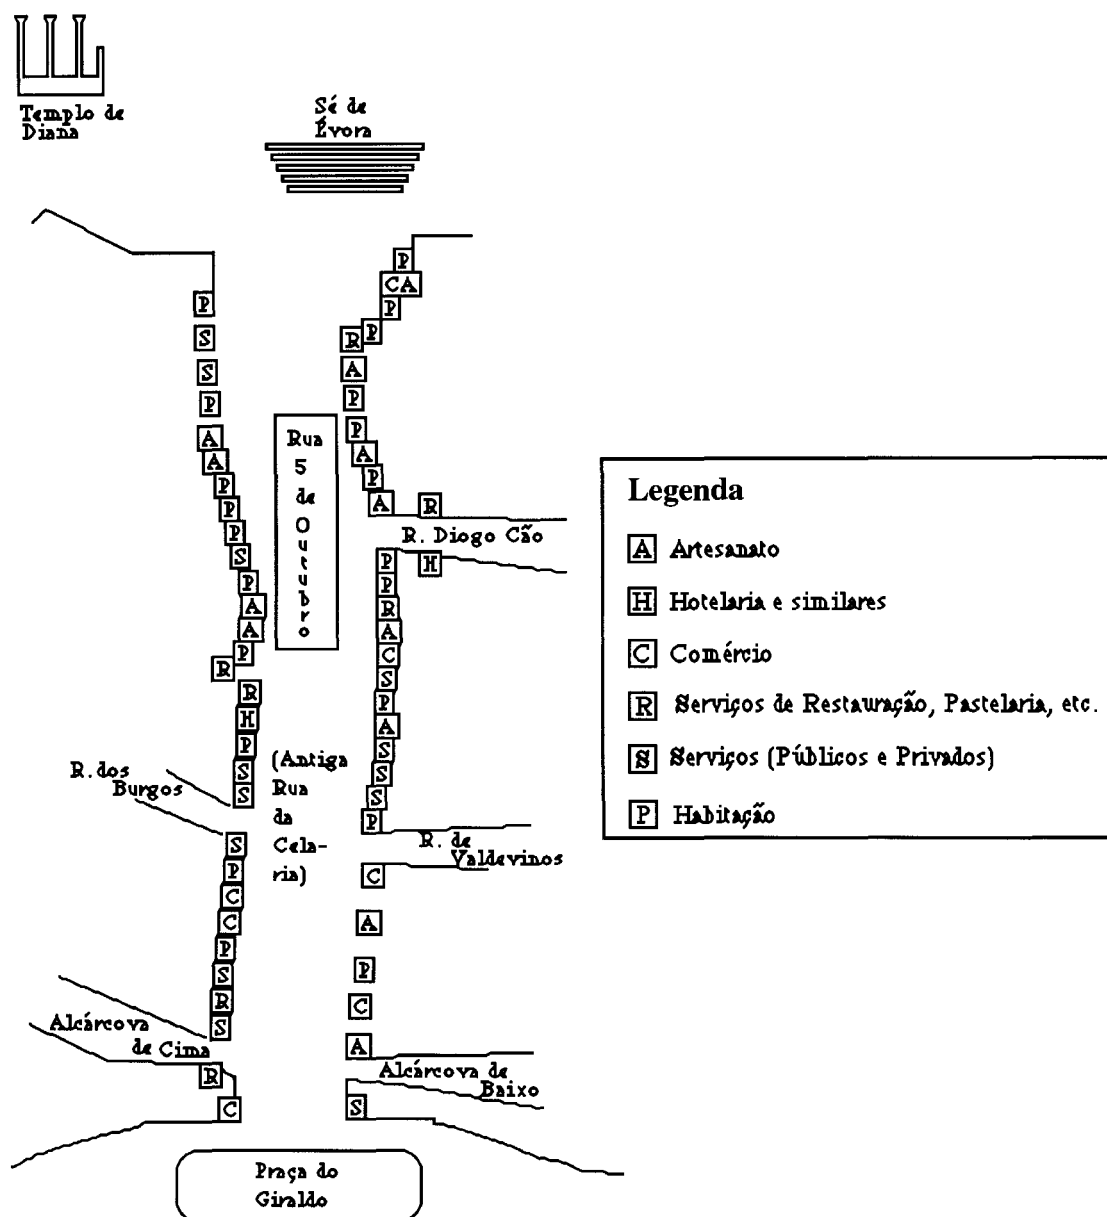 Templo de
Diana
Sé de
Évora
P
CA
P
P
R
A
P
P
A
P
A
R
R. Diogo Cão
H
P
P
R
A
C
S
P
A
S
S
S
P
R. de
Valdevinos
C
A
P
C
A
Alcárcova de
Baixo
S
P
S
S
P
A
A
P
P
P
S
P
A
A
P
R
R
H
P
S
S
R. dos
Burgos
S
P
C
C
P
S
R
S
Alcárcova
de Cima
R
C
Rua
5
de
O
u
t
u
b
r
o
(Antiga
Rua
da
Cela-
ria)
Praça do
Giraldo
Legenda
A Artesanato
H Hotelaria e similares
C Comércio
R Serviços de Restauração, Pastelaria, etc.
S Serviços (Públicos e Privados)
P Habitação